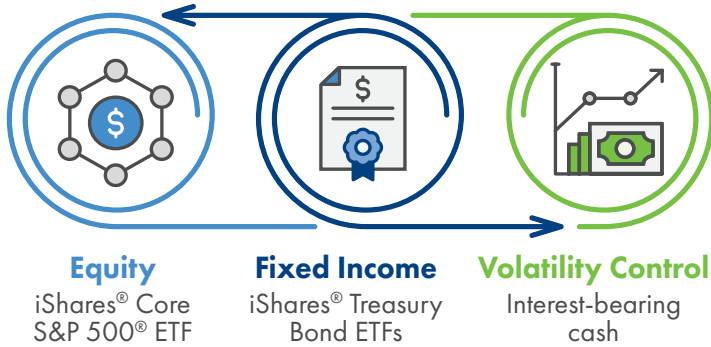 $
$
Equity
iShares® Core
S&P 500® ETF
Fixed Income
iShares® Treasury
Bond ETFs
Volatility Control
Interest-bearing
cash